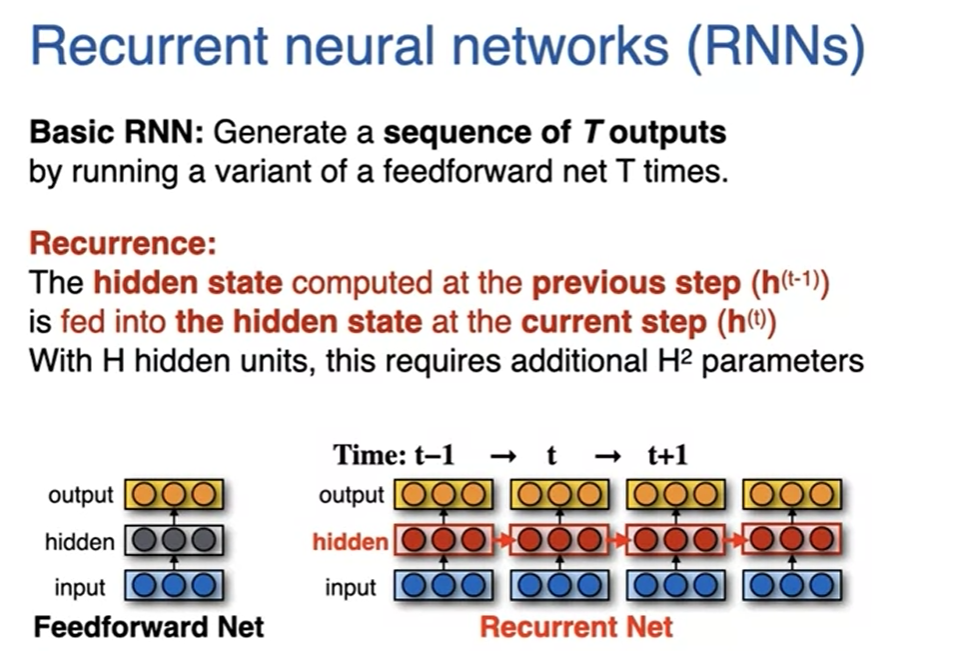 Recurrent neural networks (RNNs)
Basic RNN: Generate a sequence of T outputs
by running a variant of a feedforward net T times.
Recurrence:
The hidden state computed at the previous step (h(t-1))
is fed into the hidden state at the current step (h(t))
With H hidden units, this requires additional H² parameters
Time: t−1 → t → t+1
output
hidden
input
Feedforward Net
output
hidden
input
Recurrent Net